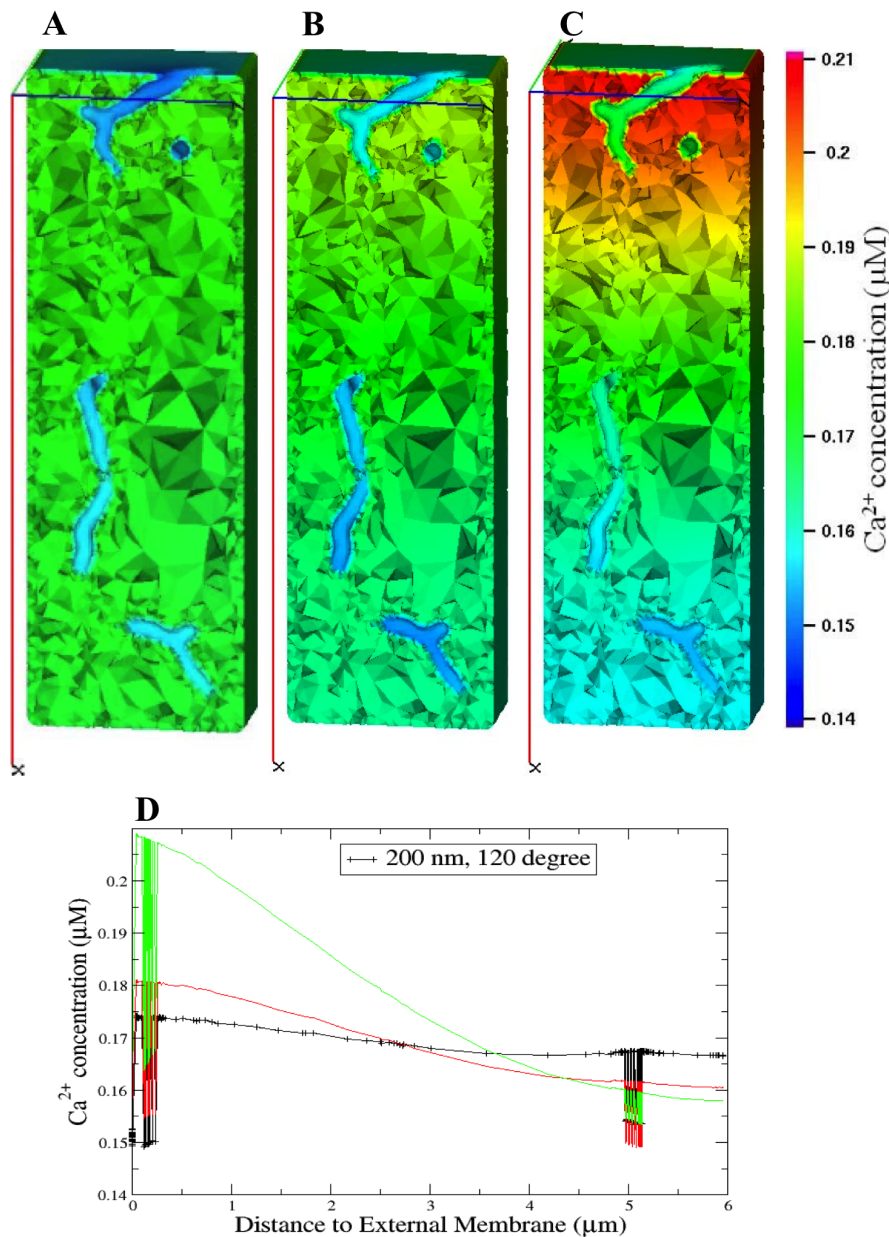 A B C
0.21
0.2
0.19
0.18
0.17
0.16
0.15
0.14
Ca2+ concentration (μM)
x x x
D
200 nm, 120 degree
0.2
0.19
0.18
0.17
0.16
0.15
0.14
Ca2+ concentration (μM)
0 1 2 3 4 5 6
Distance to External Membrane (μm)